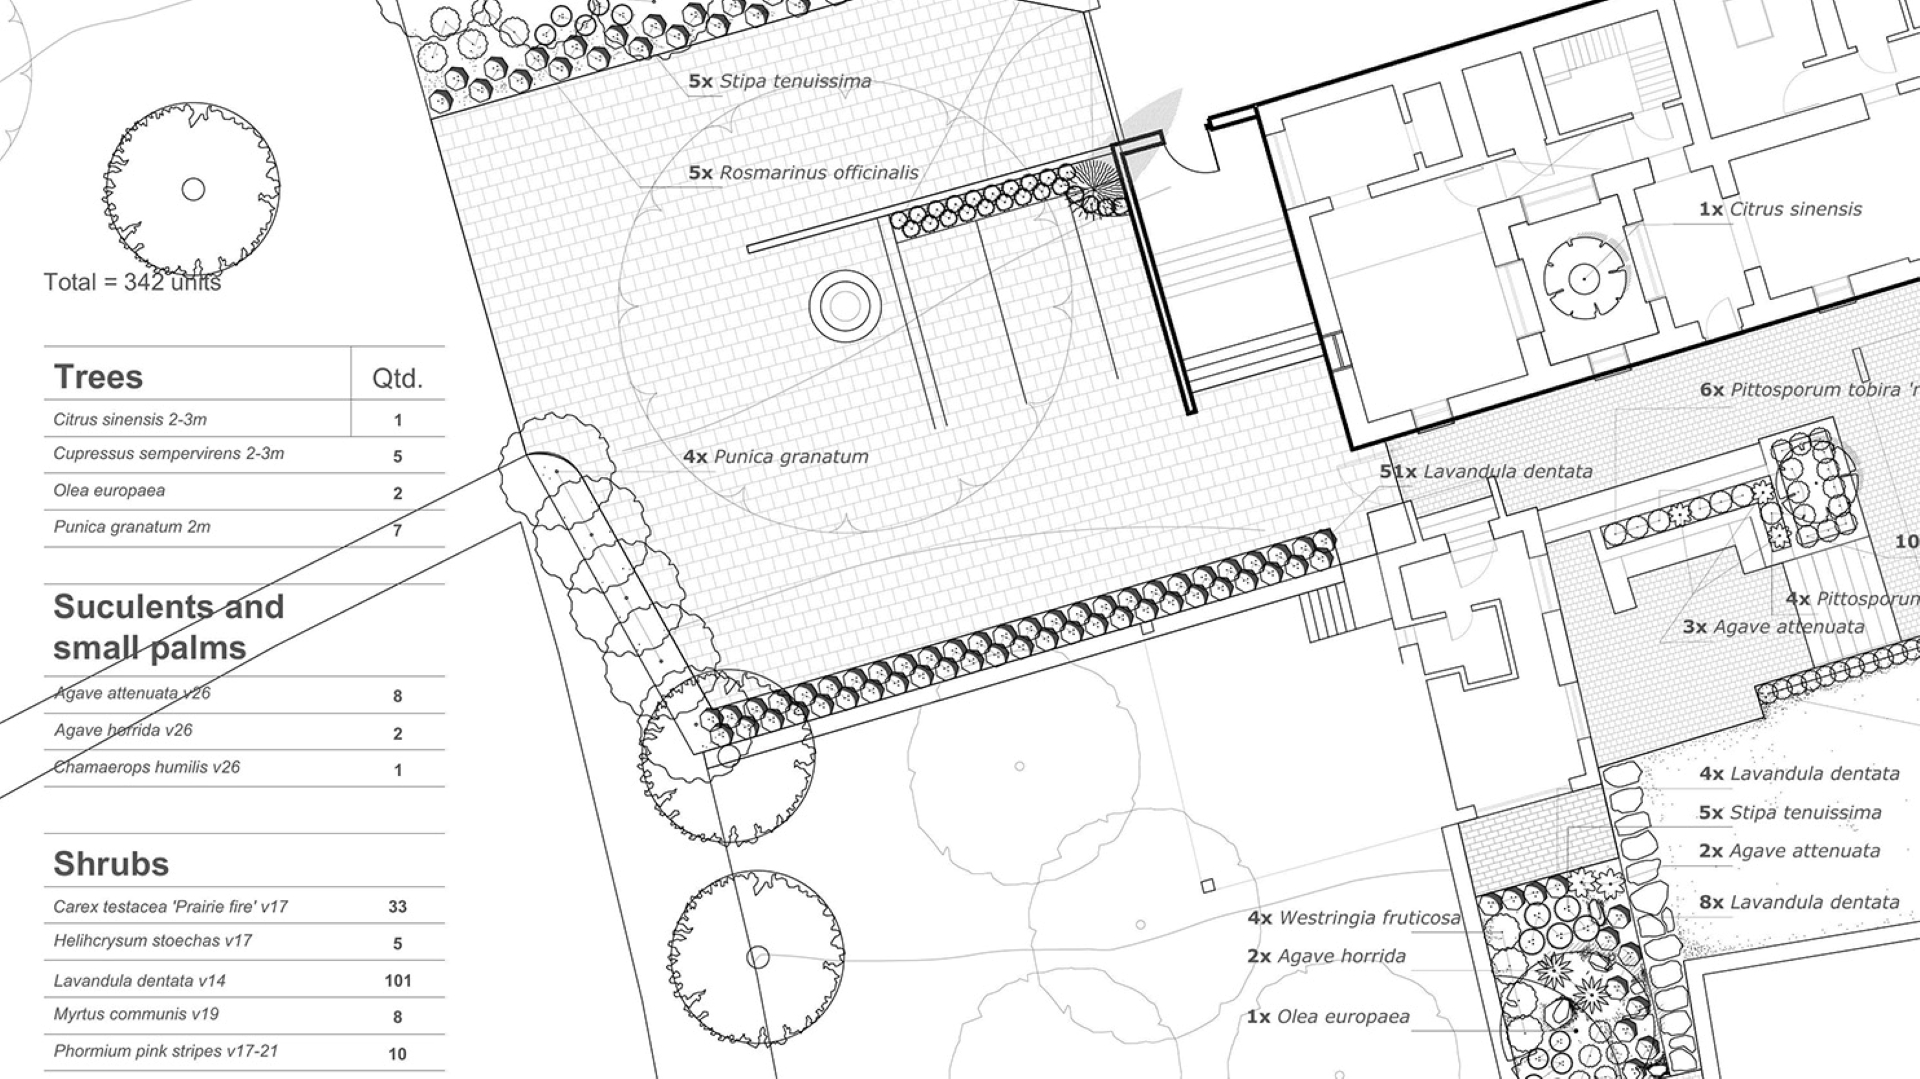 Total = 342 units
Trees Qtd.
Citrus sinensis 2-3m 1
Cupressus sempervirens 2-3m 5
Olea europaea 2
Punica granatum 2m 7
Suculents and
small palms
Agave attenuata v26 8
Agave horrida v26 2
Chamaerops humilis v26 1
Shrubs
Carex testacea 'Prairie fire' v17 33
Helihcrysum stoechas v17 5
Lavandula dentata v14 101
Myrtus communis v19 8
Phormium pink stripes v17-21 10
5x Stipa tenuissima
5x Rosmarinus officinalis
4x Punica granatum
1x Citrus sinensis
6x Pittosporum tobira 'n
51x Lavandula dentata
10
4x Pittosporum
3x Agave attenuata
4x Lavandula dentata
5x Stipa tenuissima
2x Agave attenuata
8x Lavandula dentata
4x Westringia fruticosa
2x Agave horrida
1x Olea europaea